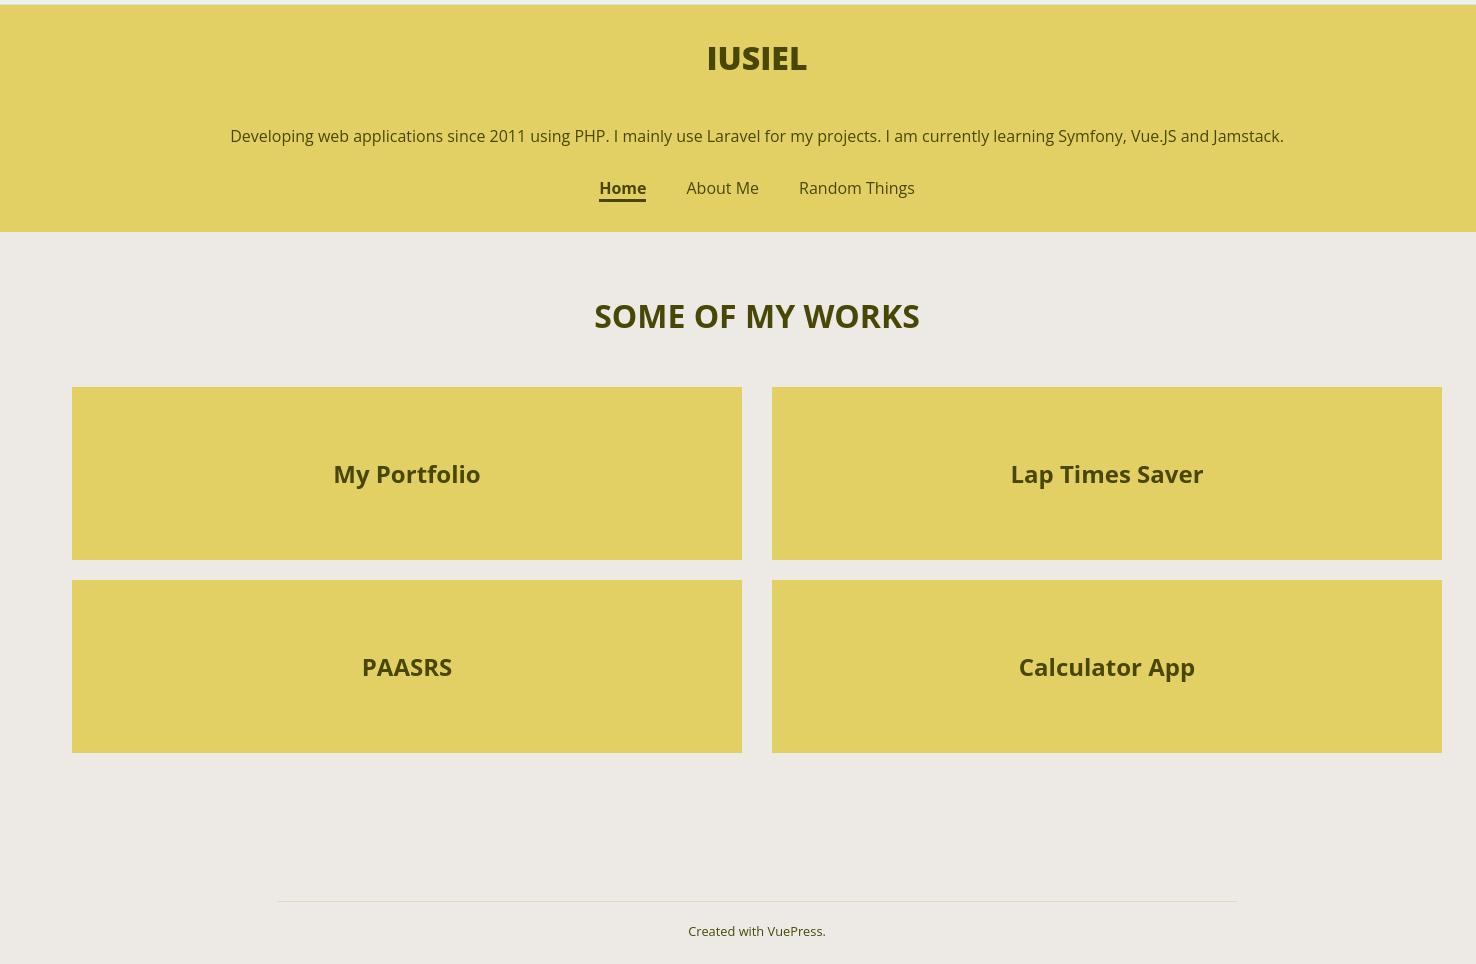 IUSIEL
Developing web applications since 2011 using PHP. I mainly use Laravel for my projects. I am currently learning Symfony, Vue.JS and Jamstack.
Home About Me Random Things
SOME OF MY WORKS
My Portfolio Lap Times Saver
PAASRS Calculator App
Created with VuePress.